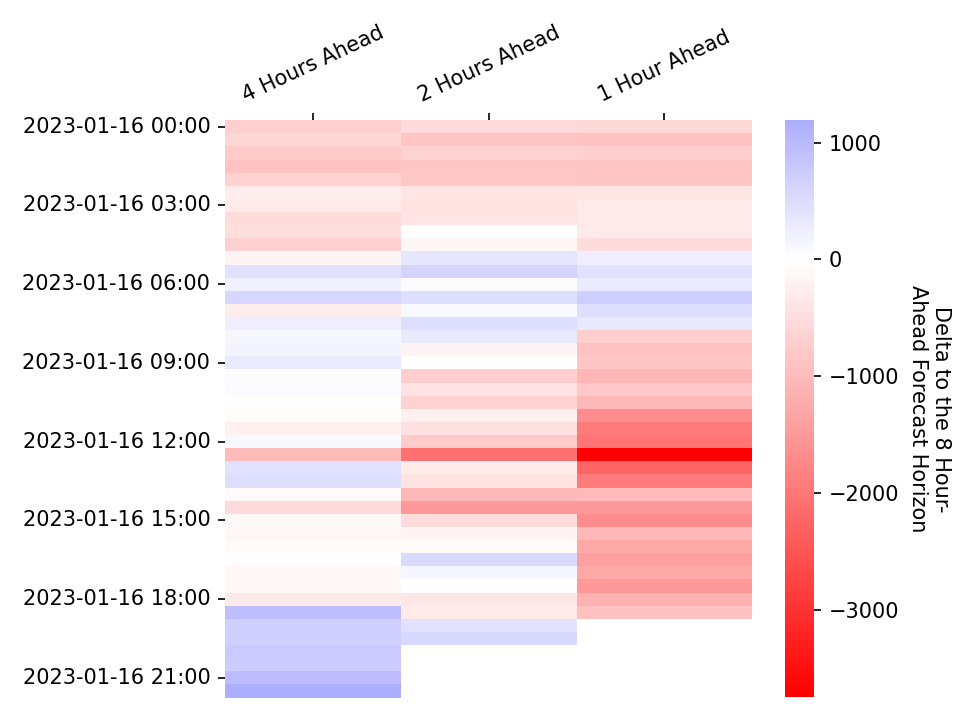 4 Hours Ahead
2 Hours Ahead
1 Hour Ahead
2023-01-16 00:00
2023-01-16 03:00
2023-01-16 06:00
2023-01-16 09:00
2023-01-16 12:00
2023-01-16 15:00
2023-01-16 18:00
2023-01-16 21:00
1000
0
−1000
−2000
−3000
Delta to the 8 Hour-
Ahead Forecast Horizon